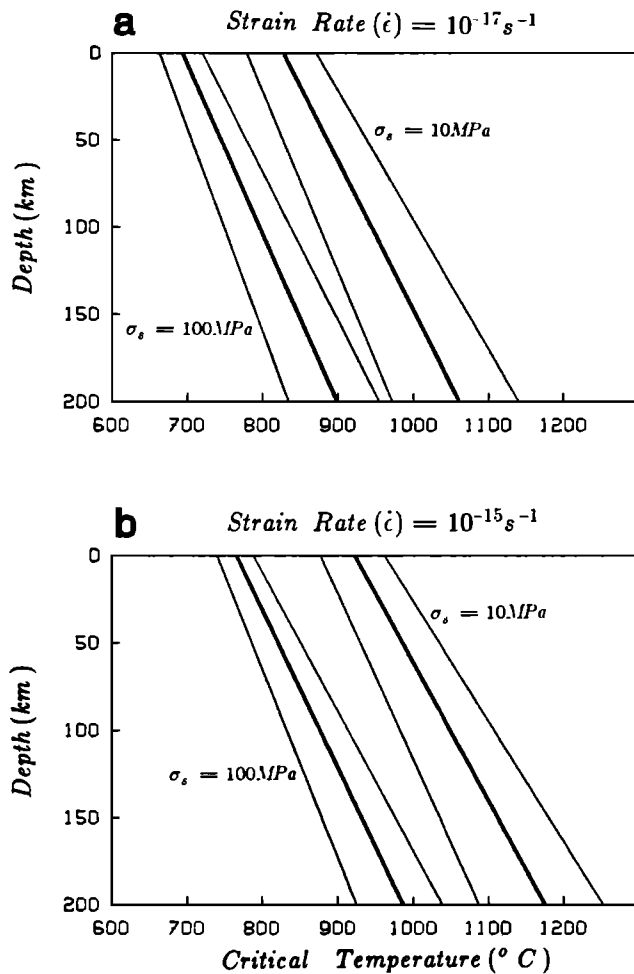 a Strain Rate (ε̇) = 10⁻¹⁷s⁻¹
0
50
100
150
200
Depth (km)
σₛ = 10MPa
σₛ = 100MPa
600 700 800 900 1000 1100 1200
b Strain Rate (ε̇) = 10⁻¹⁵s⁻¹
0
50
100
150
200
Depth (km)
σₛ = 10MPa
σₛ = 100MPa
600 700 800 900 1000 1100 1200
Critical Temperature (° C)